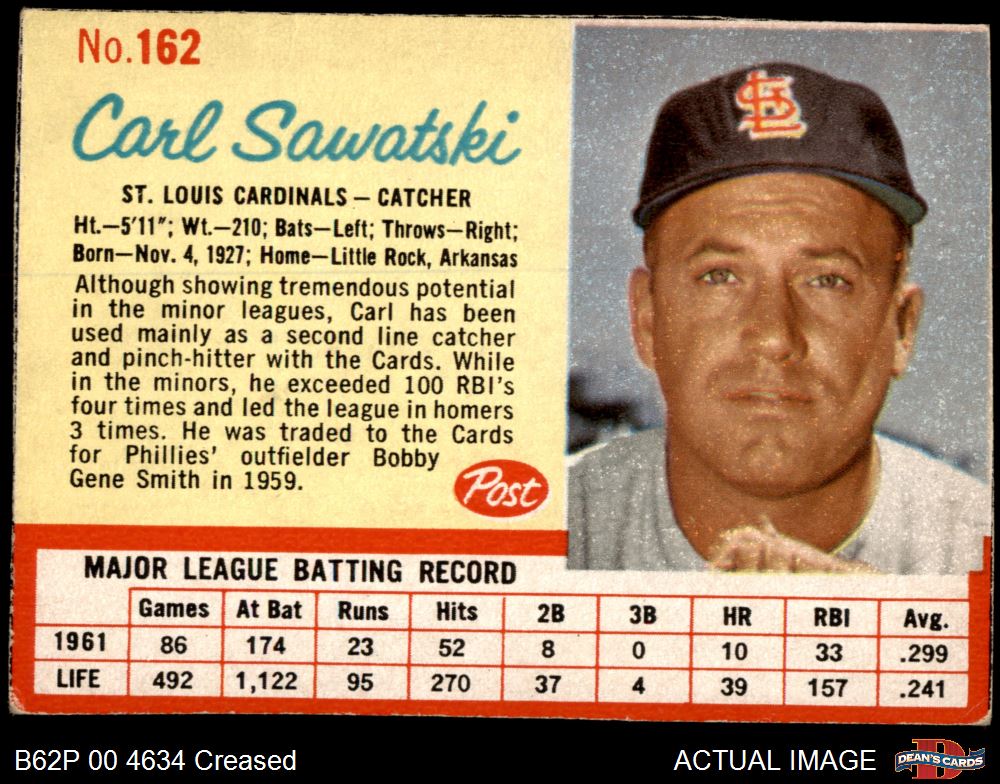 No.162
Carl Sawatski
ST. LOUIS CARDINALS – CATCHER
Ht.—5'11"; Wt.—210; Bats—Left; Throws—Right;
Born—Nov. 4, 1927; Home—Little Rock, Arkansas
Although showing tremendous potential
in the minor leagues, Carl has been
used mainly as a second line catcher
and pinch-hitter with the Cards. While
in the minors, he exceeded 100 RBI's
four times and led the league in homers
3 times. He was traded to the Cards
for Phillies' outfielder Bobby
Gene Smith in 1959.
Post
StL
MAJOR LEAGUE BATTING RECORD
Games At Bat Runs Hits 2B 3B HR RBI Avg.
1961 86 174 23 52 8 0 10 33 .299
LIFE 492 1,122 95 270 37 4 39 157 .241
B62P 00 4634 Creased
ACTUAL IMAGE
D
DEAN'S CARDS